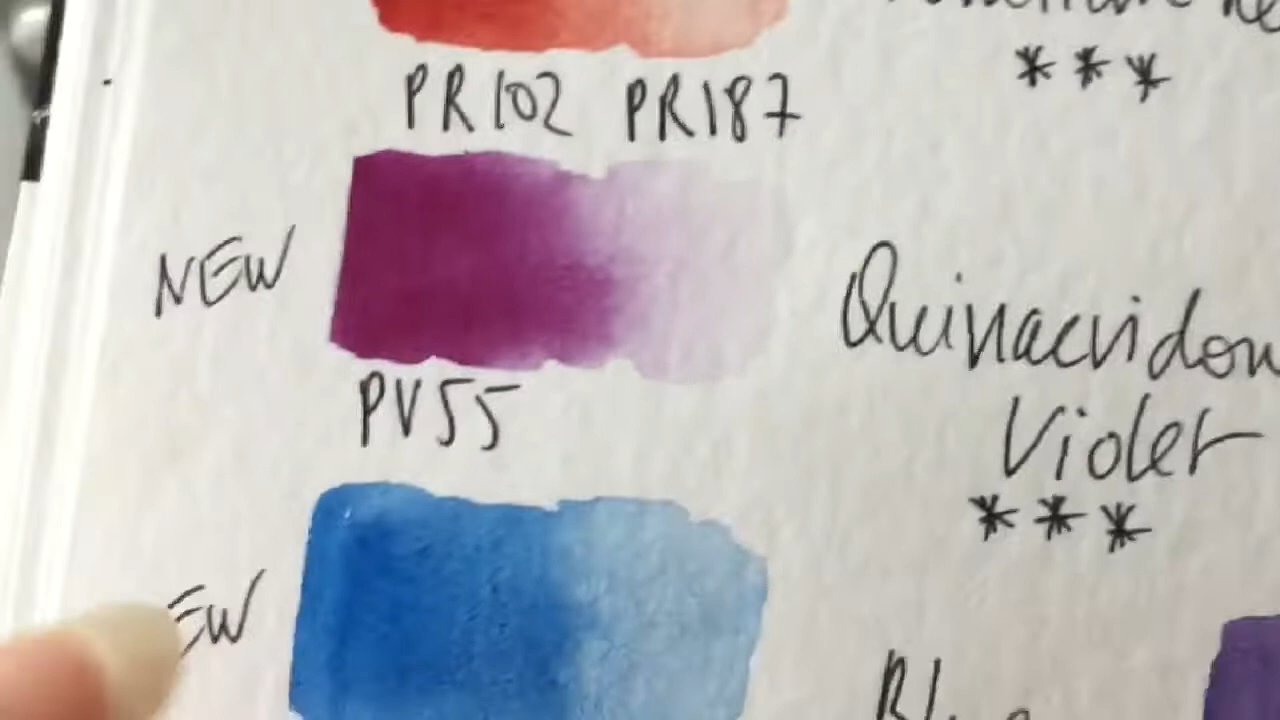 ***
PR102 PR187
NEW
Quinacridon
Violet
PV55
***
EW